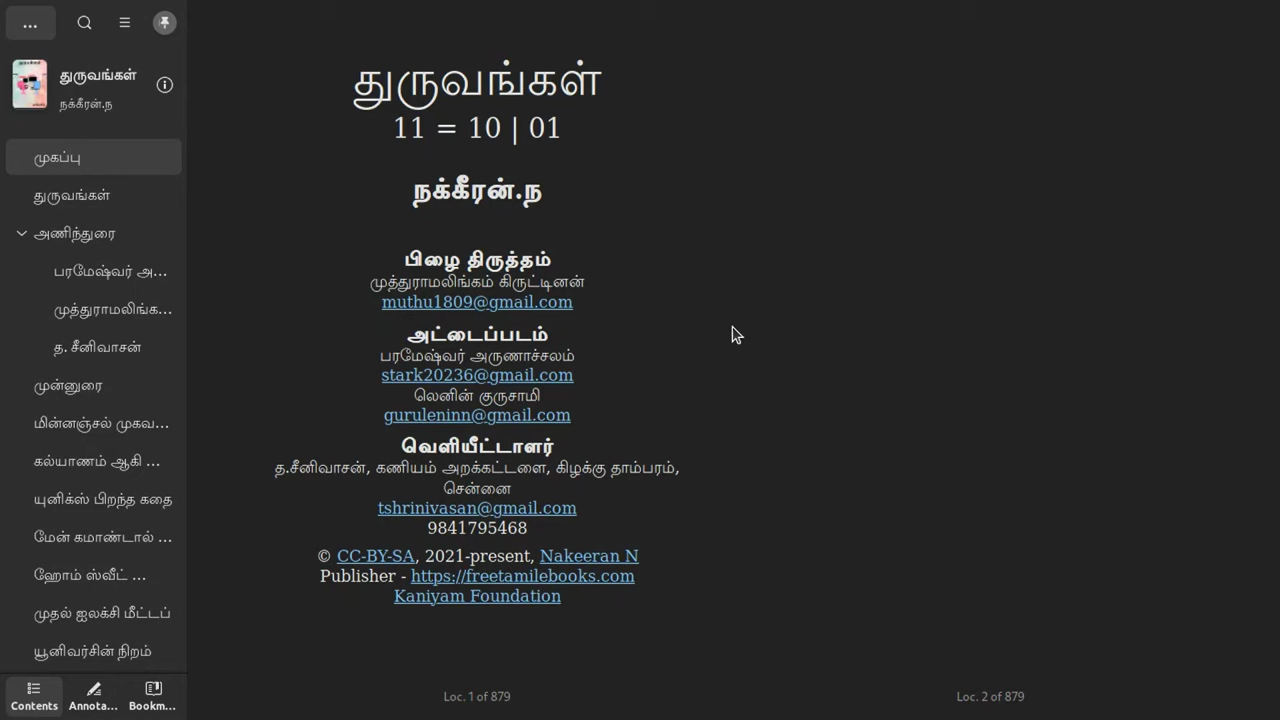 ...
துருவங்கள்
நக்கீரன்.ந
முகப்பு
துருவங்கள்
அணிந்துரை
பரமேஷ்வர் அ...
முத்துராமலிங்க...
த. சீனிவாசன்
முன்னுரை
மின்னஞ்சல் முகவ...
கல்யாணம் ஆகி ...
யுனிக்ஸ் பிறந்த கதை
மேன் கமாண்டால் ...
ஹோம் ஸ்வீட் ...
முதல் ஐலக்சி மீட்டப்
யூனிவர்சின் நிறம்
Contents
Annota...
Bookm...
துருவங்கள்
11 = 10 | 01
நக்கீரன்.ந
பிழை திருத்தம்
முத்துராமலிங்கம் கிருட்டினன்
muthu1809@gmail.com
அட்டைப்படம்
பரமேஷ்வர் அருணாச்சலம்
stark20236@gmail.com
லெனின் குருசாமி
guruleninn@gmail.com
வெளியீட்டாளர்
த.சீனிவாசன், கணியம் அறக்கட்டளை, கிழக்கு தாம்பரம்,
சென்னை
tshrinivasan@gmail.com
9841795468
© CC-BY-SA, 2021-present, Nakeeran N
Publisher - https://freetamilebooks.com
Kaniyam Foundation
Loc. 1 of 879
Loc. 2 of 879